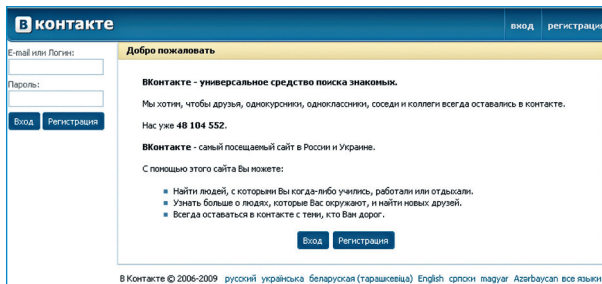 В контакте
вход регистрация
E-mail или Логин:
Пароль:
Вход Регистрация
Добро пожаловать
ВКонтакте - универсальное средство поиска знакомых.
Мы хотим, чтобы друзья, однокурсники, одноклассники, соседи и коллеги всегда оставались в контакте.
Нас уже 48 104 552.
ВКонтакте - самый посещаемый сайт в России и Украине.
С помощью этого сайта Вы можете:
Найти людей, с которыми Вы когда-либо учились, работали или отдыхали.
Узнать больше о людях, которые Вас окружают, и найти новых друзей.
Всегда оставаться в контакте с теми, кто Вам дорог.
Вход Регистрация
В Контакте © 2006-2009 русский українська беларуская (тарашкевіца) English српски magyar Azərbaycan все языки